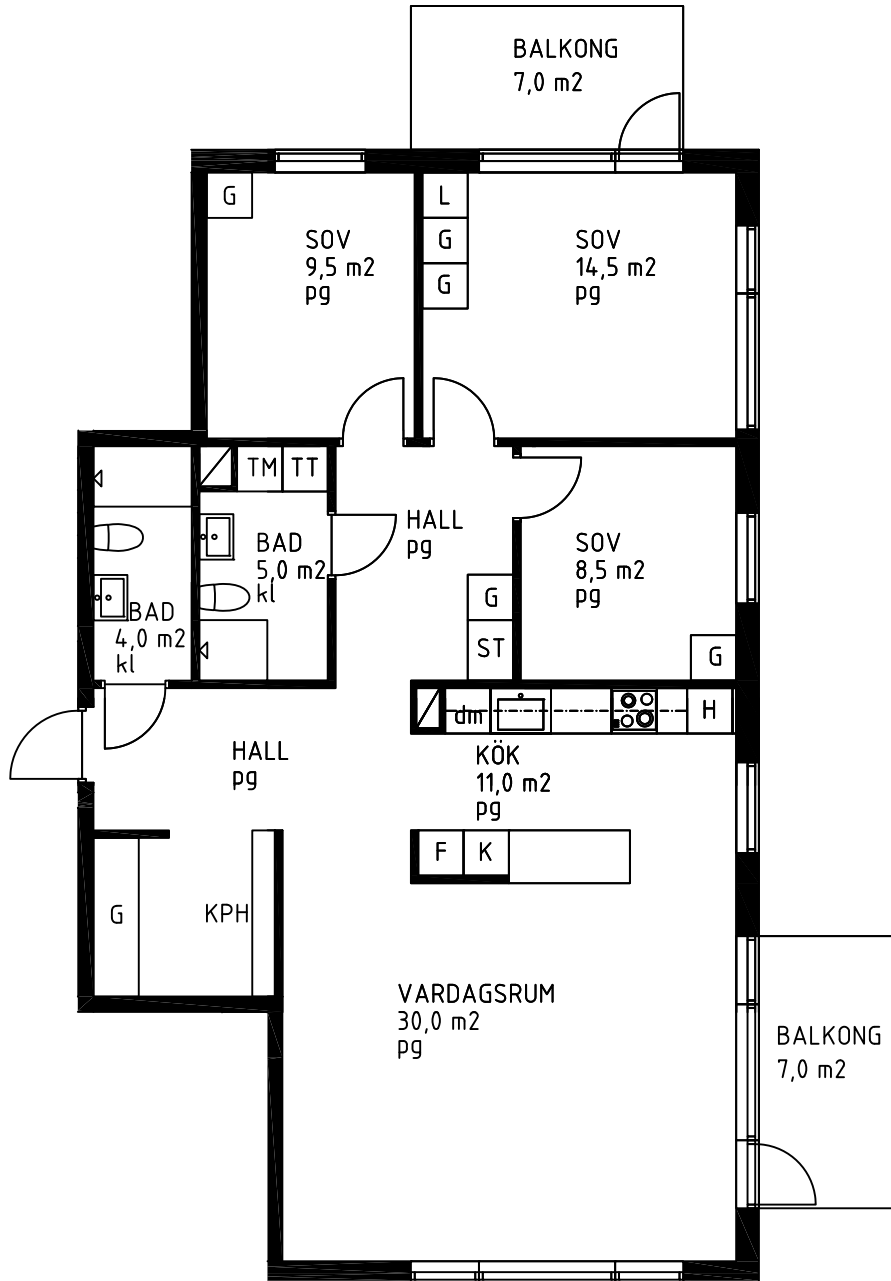 BALKONG
7,0 m2
G
L
G
G
SOV
9,5 m2
pg
SOV
14,5 m2
pg
TM
TT
HALL
pg
BAD
5,0 m2
kl
SOV
8,5 m2
pg
BAD
4,0 m2
kl
G
ST
G
dm
H
HALL
pg
KÖK
11,0 m2
pg
F
K
G
KPH
VARDAGSRUM
30,0 m2
pg
BALKONG
7,0 m2